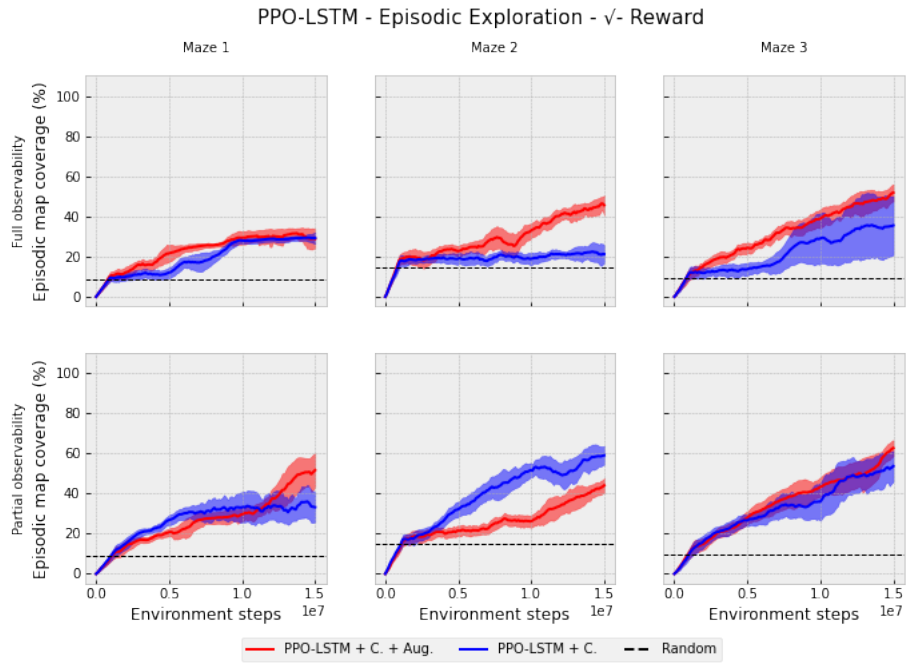 PPO-LSTM - Episodic Exploration - √- Reward
Maze 1
Maze 2
Maze 3
Full observability
Episodic map coverage (%)
100
80
60
40
20
0
Partial observability
Episodic map coverage (%)
100
80
60
40
20
0
0.0 0.5 1.0 1.5
1e7
Environment steps
0.0 0.5 1.0 1.5
1e7
Environment steps
0.0 0.5 1.0 1.5
1e7
Environment steps
PPO-LSTM + C. + Aug. PPO-LSTM + C. Random